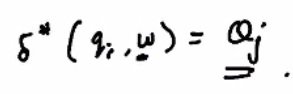 δ* (qᵢ, w) = Qj .